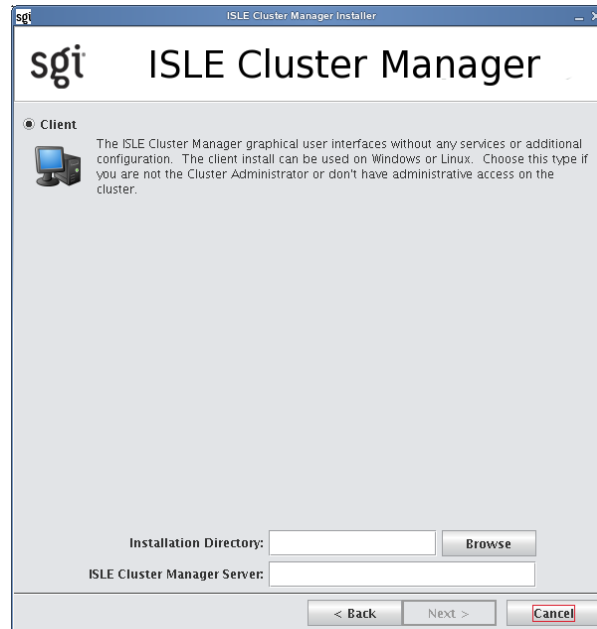 sgi ISLE Cluster Manager Installer
sgi ISLE Cluster Manager
Client
The ISLE Cluster Manager graphical user interfaces without any services or additional
configuration. The client install can be used on Windows or Linux. Choose this type if
you are not the Cluster Administrator or don't have administrative access on the
cluster.
Installation Directory: Browse
ISLE Cluster Manager Server:
< Back Next > Cancel